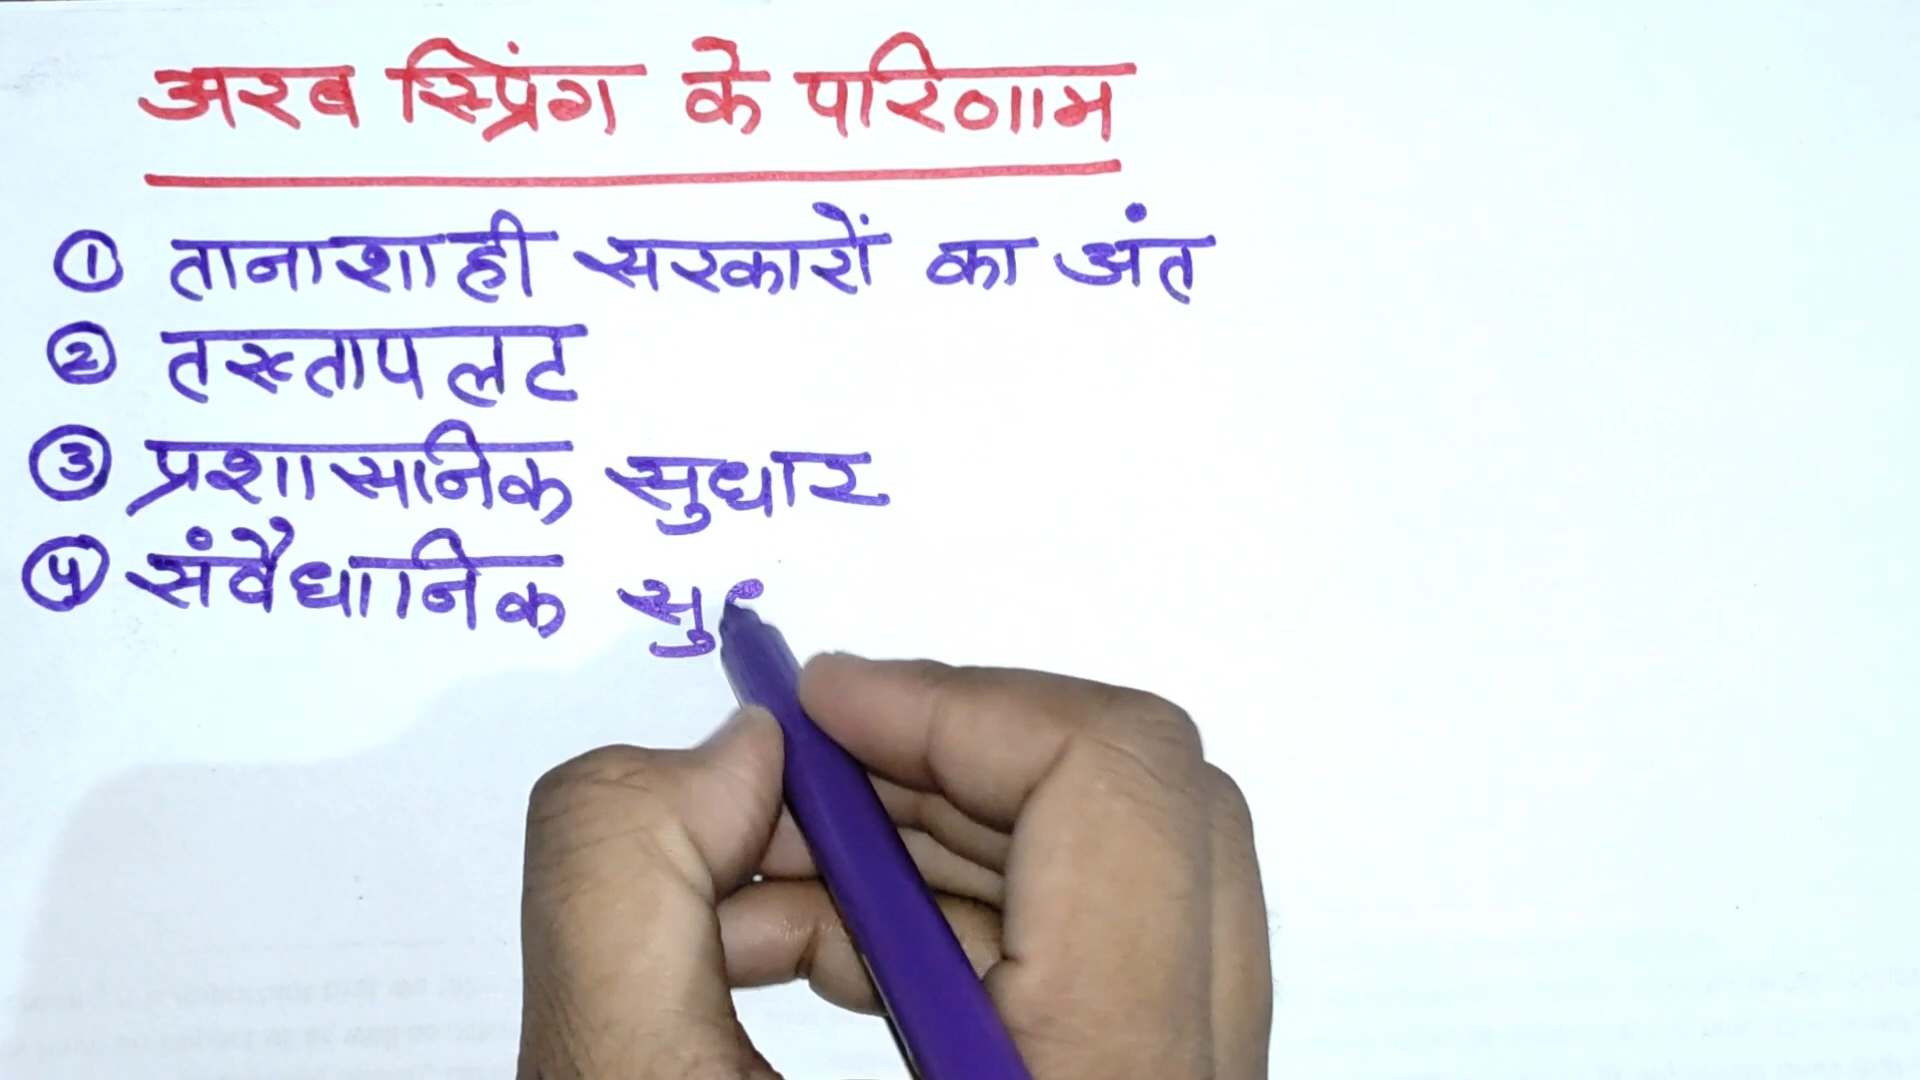 अरब स्प्रिंग के परिणाम
① तानाशाही सरकारों का अंत
② तख्तापलट
③ प्रशासनिक सुधार
④ संवैधानिक सु